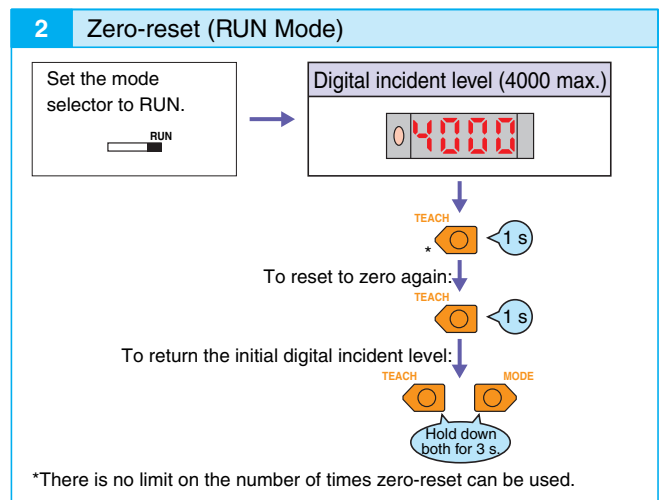 2 Zero-reset (RUN Mode)
Set the mode
selector to RUN.
RUN
Digital incident level (4000 max.)
4000
TEACH
* 1 s
To reset to zero again:
TEACH
1 s
To return the initial digital incident level:
TEACH MODE
Hold down
both for 3 s.
*There is no limit on the number of times zero-reset can be used.